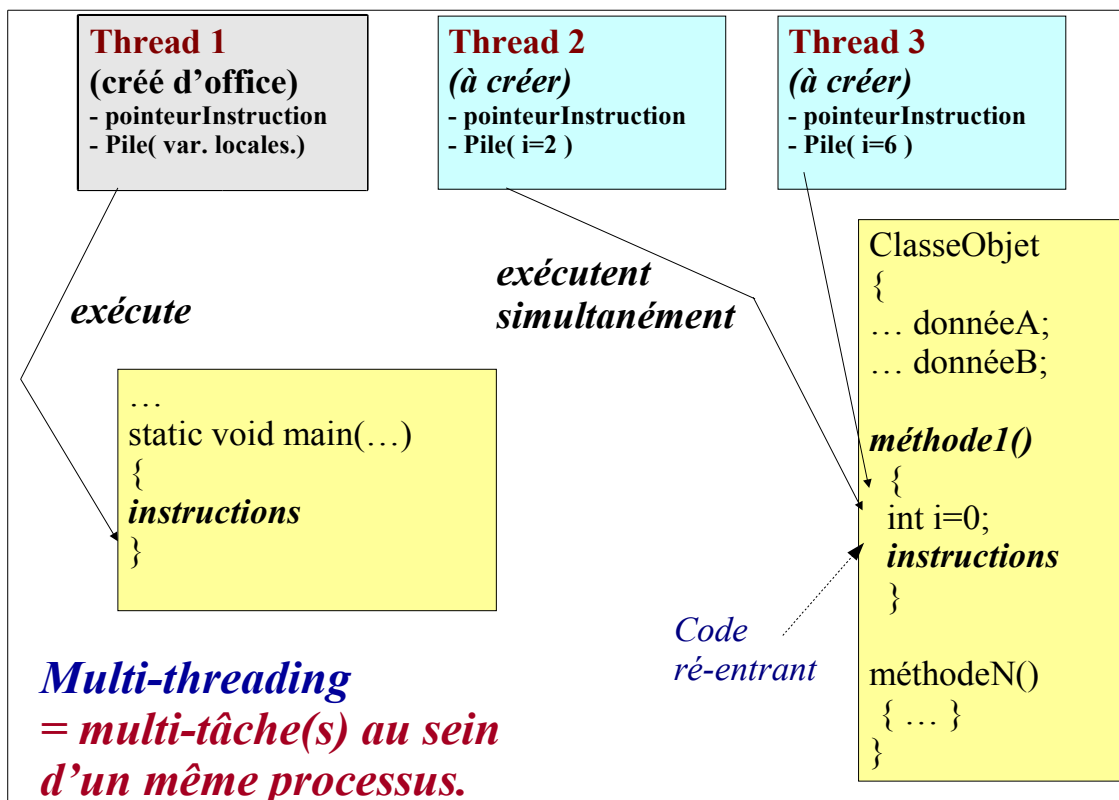 Thread 1
(créé d’office)
- pointeurInstruction
- Pile( var. locales.)
Thread 2
(à créer)
- pointeurInstruction
- Pile( i=2 )
Thread 3
(à créer)
- pointeurInstruction
- Pile( i=6 )
exécute
exécutent
simultanément
…
static void main(…)
{
instructions
}
ClasseObjet
{
… donnéeA;
… donnéeB;
méthode1()
{
int i=0;
instructions
}
méthodeN()
{ … }
}
Code
ré-entrant
Multi-threading
= multi-tâche(s) au sein
d’un même processus.